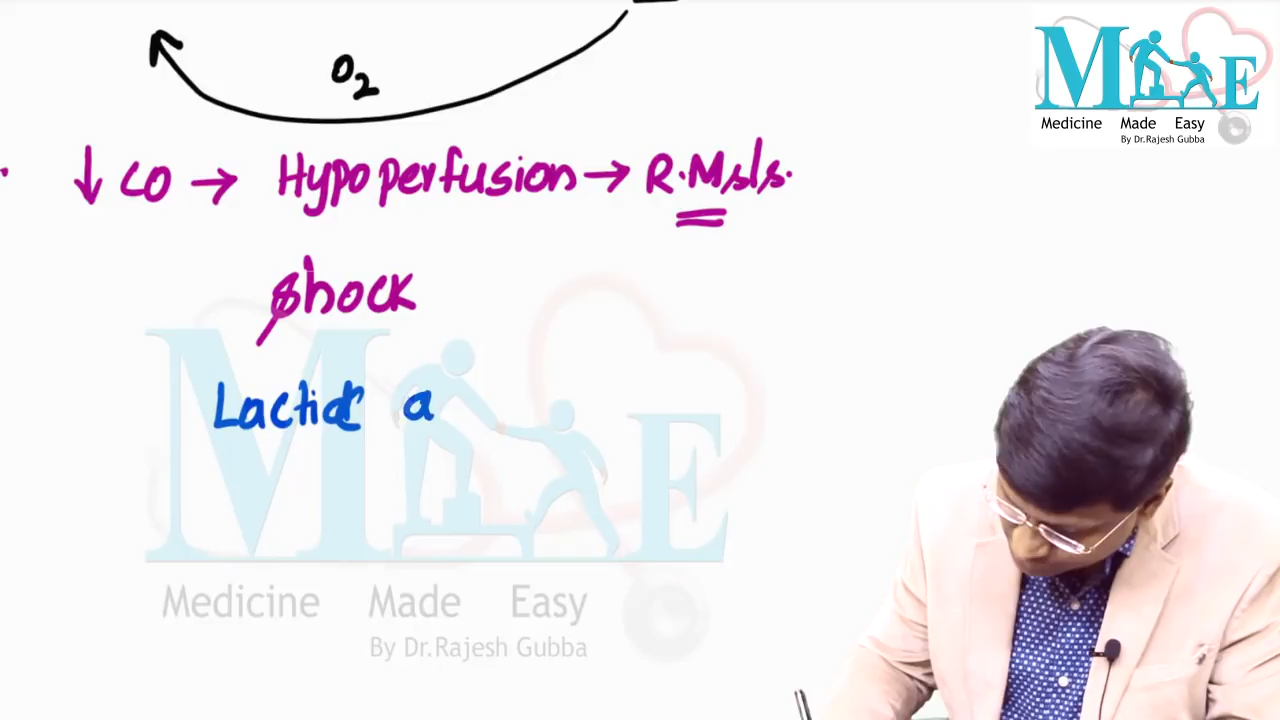 O2
MADE
Medicine Made Easy
By Dr.Rajesh Gubba
↓ CO → Hypoperfusion → R.Msls.
Shock
Lactic a
M E
Medicine Made Easy
By Dr.Rajesh Gubba